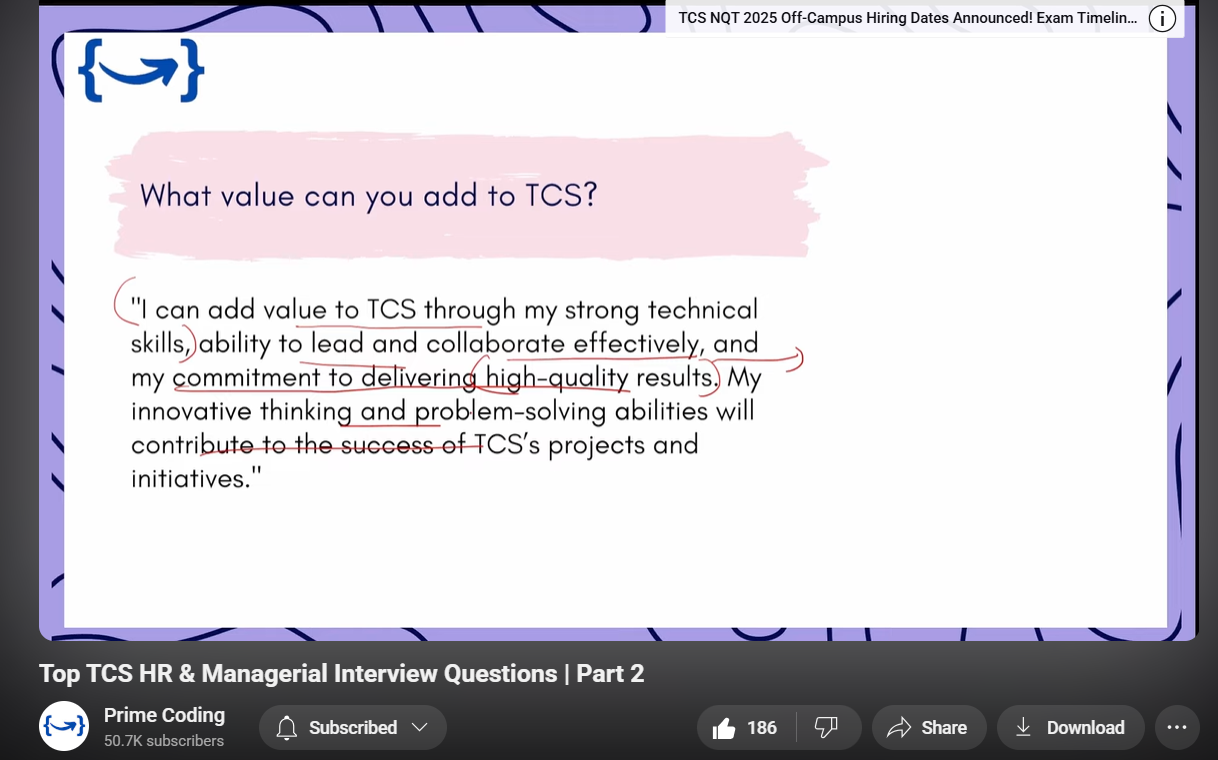 TCS NQT 2025 Off-Campus Hiring Dates Announced! Exam Timelin...
What value can you add to TCS?
"I can add value to TCS through my strong technical
skills, ability to lead and collaborate effectively, and
my commitment to delivering high-quality results. My
innovative thinking and problem-solving abilities will
contribute to the success of TCS's projects and
initiatives."
Top TCS HR & Managerial Interview Questions | Part 2
Prime Coding
50.7K subscribers
Subscribed
186
Share
Download